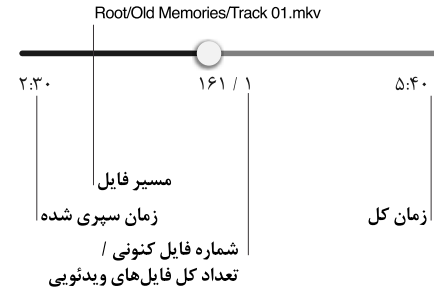 Root/Old Memories/Track 01.mkv
۲:۳۰
۱۶۱ / ۱
۵:۴۰
مسیر فایل
زمان سپری شده
زمان کل
شماره فایل کنونی /
تعداد کل فایل‌های ویدئویی